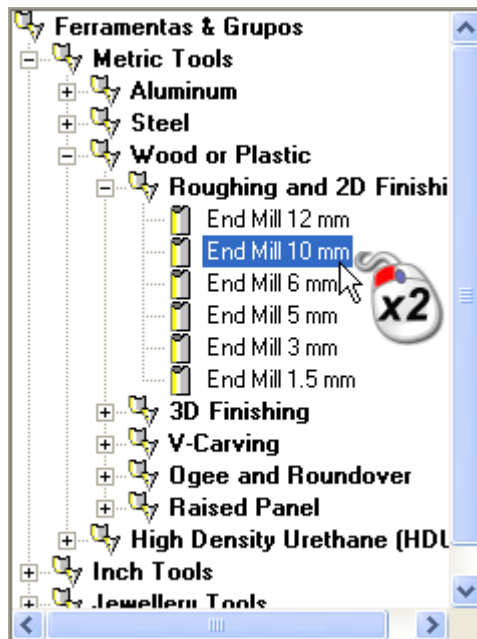 Ferramentas & Grupos
Metric Tools
Aluminum
Steel
Wood or Plastic
Roughing and 2D Finishi
End Mill 12 mm
End Mill 10 mm
End Mill 6 mm
End Mill 5 mm
End Mill 3 mm
End Mill 1.5 mm
x2
3D Finishing
V-Carving
Ogee and Roundover
Raised Panel
High Density Urethane (HDU
Inch Tools
Jewellery Tools